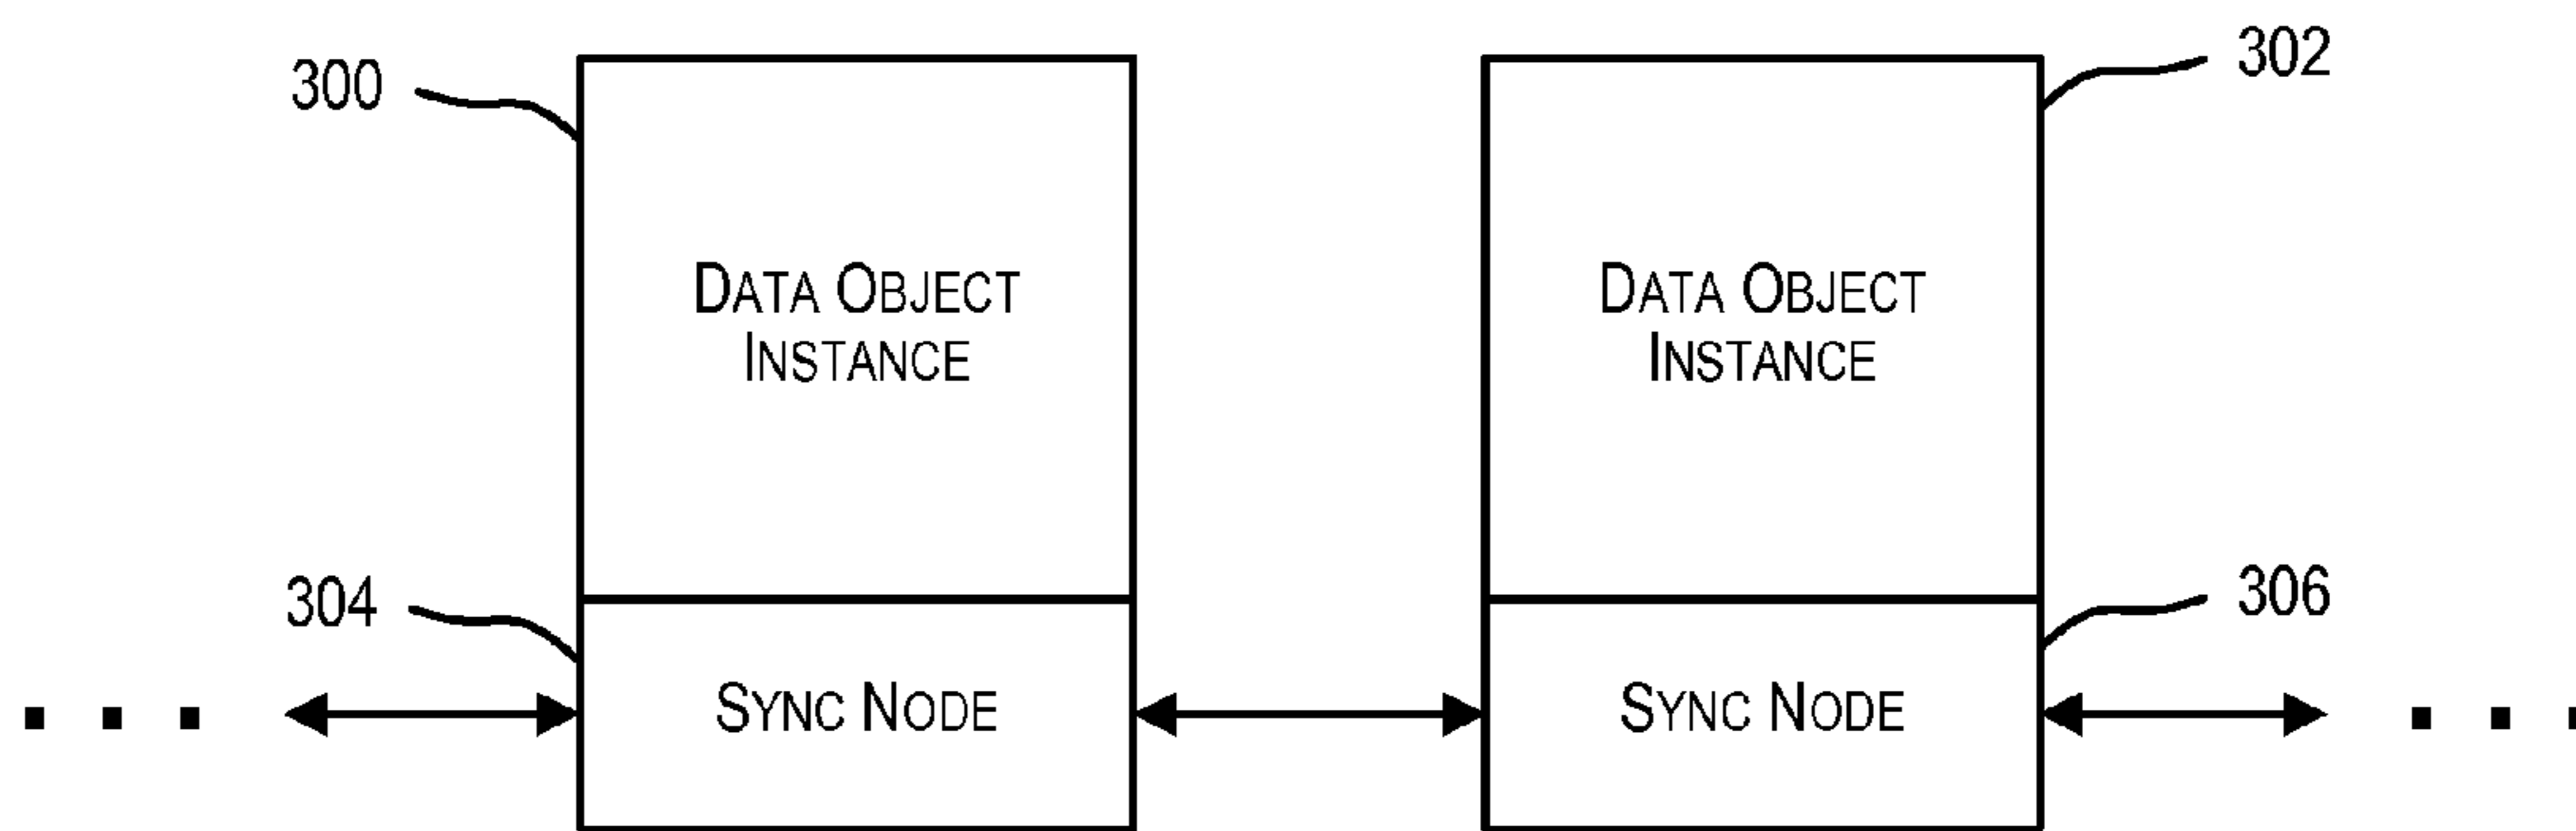 300
302
DATA OBJECT
INSTANCE
DATA OBJECT
INSTANCE
304
306
SYNC NODE
SYNC NODE